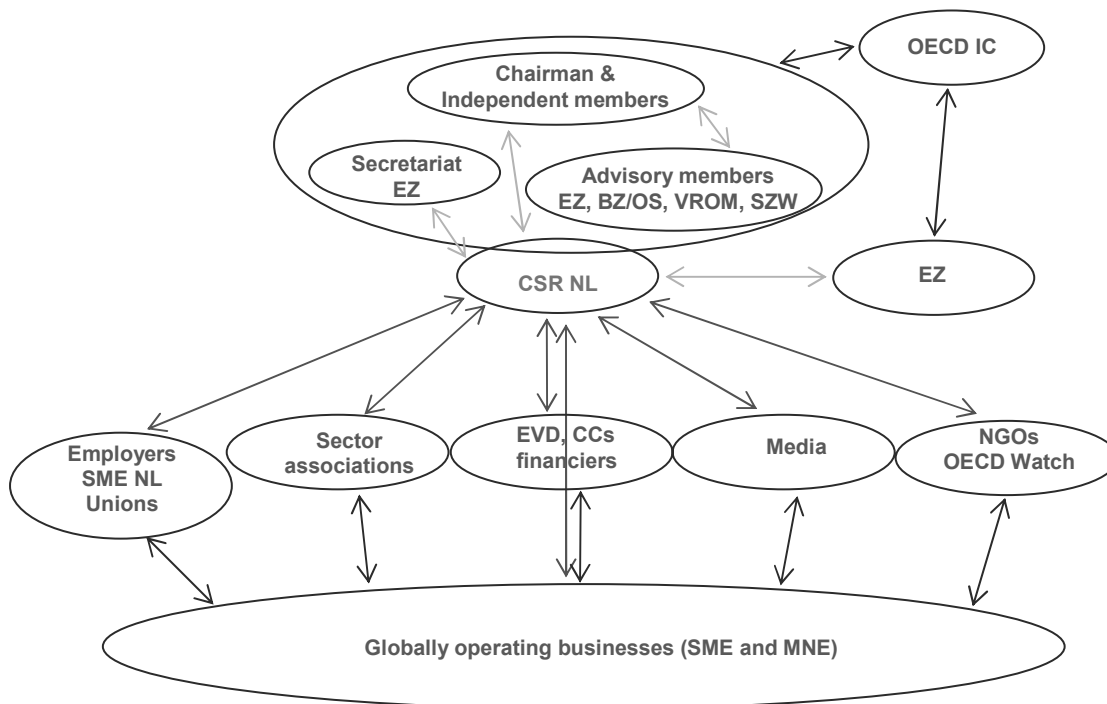 OECD IC
Chairman &
Independent members
Secretariat
EZ
Advisory members
EZ, BZ/OS, VROM, SZW
CSR NL
EZ
Employers
SME NL
Unions
Sector
associations
EVD, CCs
financiers
Media
NGOs
OECD Watch
Globally operating businesses (SME and MNE)